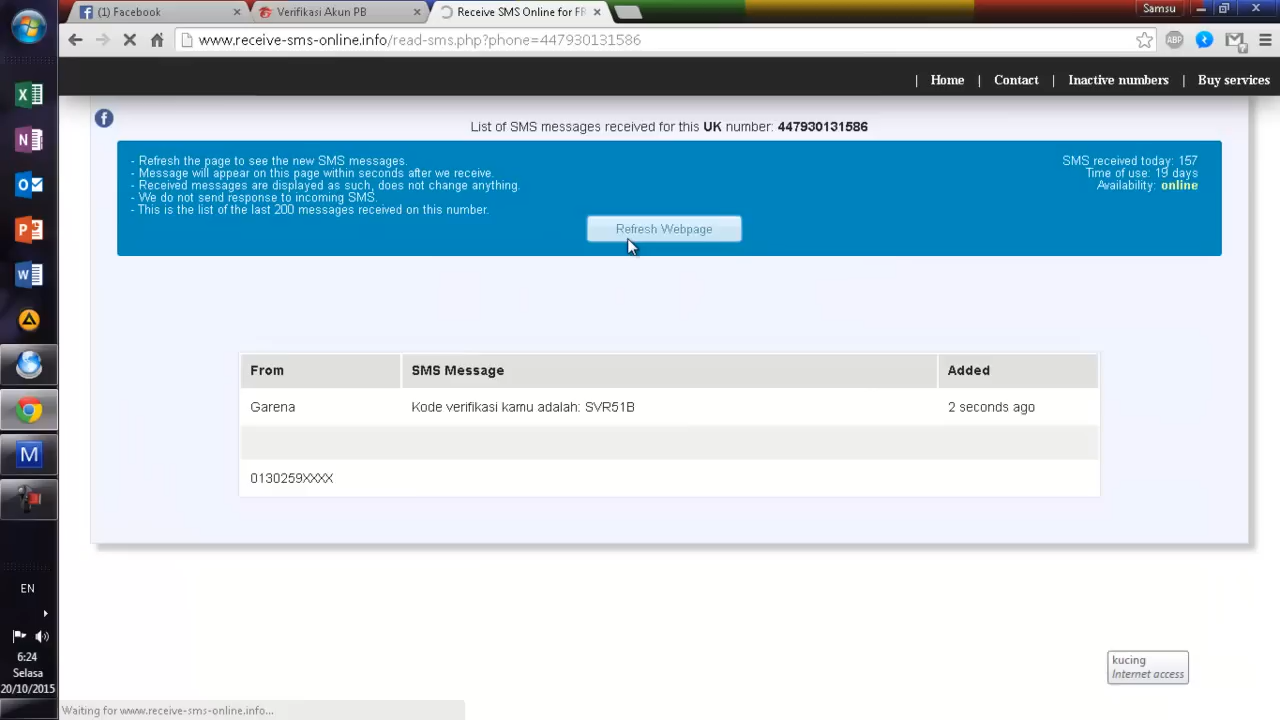 (1) Facebook
Verifikasi Akun PB
Receive SMS Online for FR
Samsu
www.receive-sms-online.info/read-sms.php?phone=447930131586
ABP
| Home | Contact | Inactive numbers | Buy services
List of SMS messages received for this UK number: 447930131586
- Refresh the page to see the new SMS messages.
- Message will appear on this page within seconds after we receive.
- Received messages are displayed as such, does not change anything.
- We do not send response to incoming SMS.
- This is the list of the last 200 messages received on this number.
SMS received today: 157
Time of use: 19 days
Availability: online
Refresh Webpage
From SMS Message Added
Garena Kode verifikasi kamu adalah: SVR51B 2 seconds ago
0130259XXXX
EN
6:24
Selasa
20/10/2015
kucing
Internet access
Waiting for www.receive-sms-online.info...